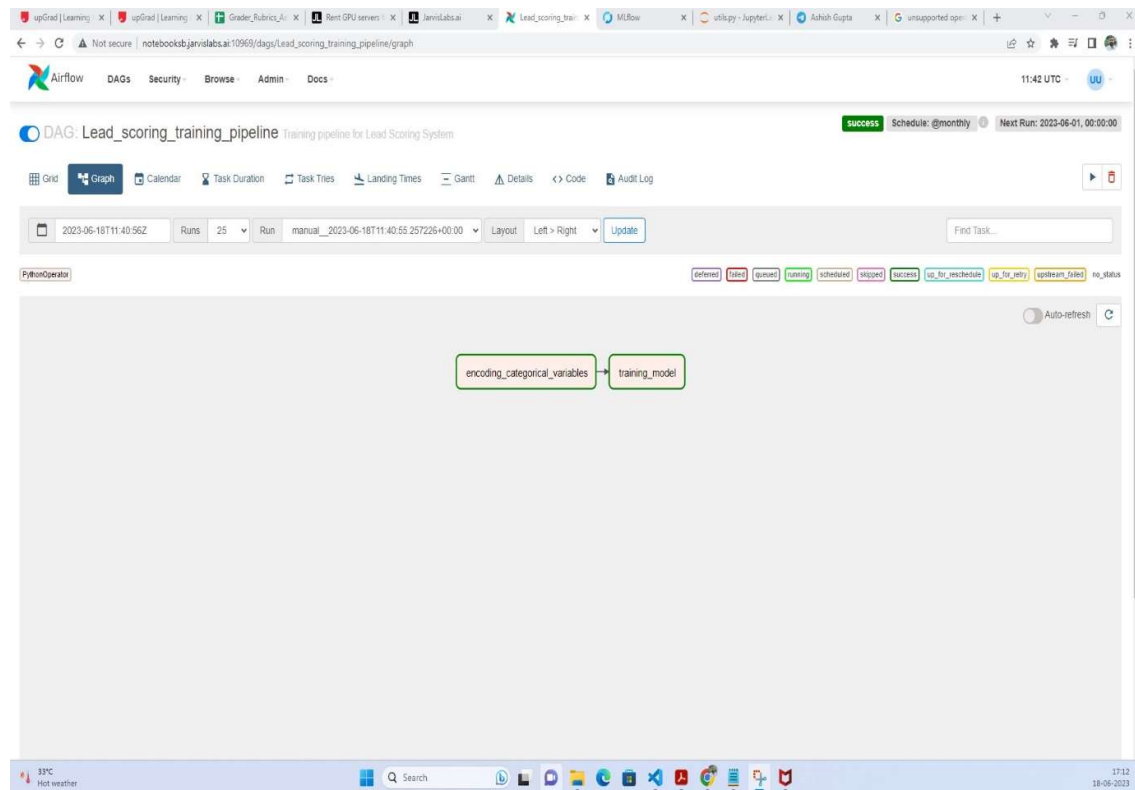 upGrad | Learning
upGrad | Learning
Grader_Rubrics_As
Rent GPU servers
JarvisLabs.ai
Lead_scoring_train
MLflow
utils.py - JupyterL
Ashish Gupta
unsupported oper
Not secure | notebooksb.jarvislabs.ai:10969/dags/Lead_scoring_training_pipeline/graph
Airflow DAGs Security Browse Admin Docs 11:42 UTC UU
DAG: Lead_scoring_training_pipeline Training pipeline for Lead Scoring System success Schedule: @monthly Next Run: 2023-06-01, 00:00:00
Grid Graph Calendar Task Duration Task Tries Landing Times Gantt Details <> Code Audit Log
2023-06-18T11:40:56Z Runs 25 Run manual__2023-06-18T11:40:55.257226+00:00 Layout Left > Right Update Find Task...
PythonOperator deferred failed queued running scheduled skipped success up_for_reschedule up_for_retry upstream_failed no_status
Auto-refresh
encoding_categorical_variables training_model
33°C Search 17:12
Hot weather 18-06-2023